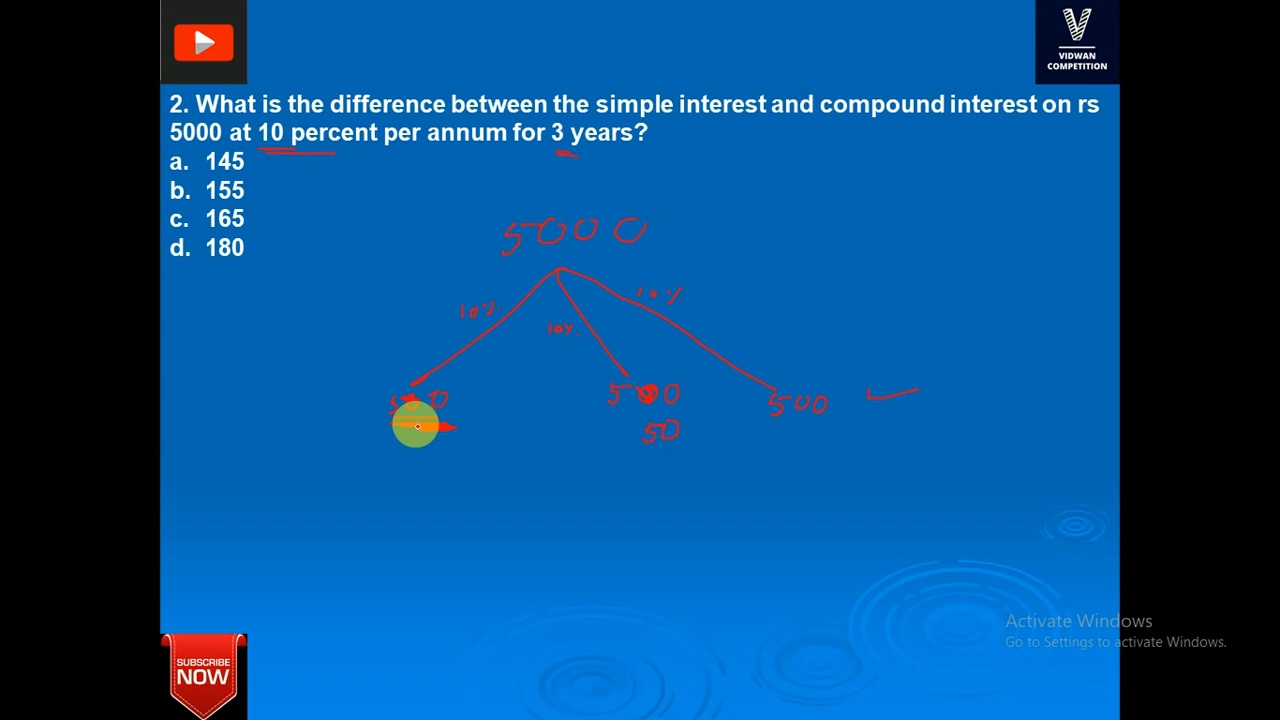 VIDWAN
COMPETITION
2. What is the difference between the simple interest and compound interest on rs
5000 at 10 percent per annum for 3 years?
a. 145
b. 155
c. 165
d. 180
5000
10%
10%.
10%.
500
500
500
50
Activate Windows
Go to Settings to activate Windows.
SUBSCRIBE
NOW